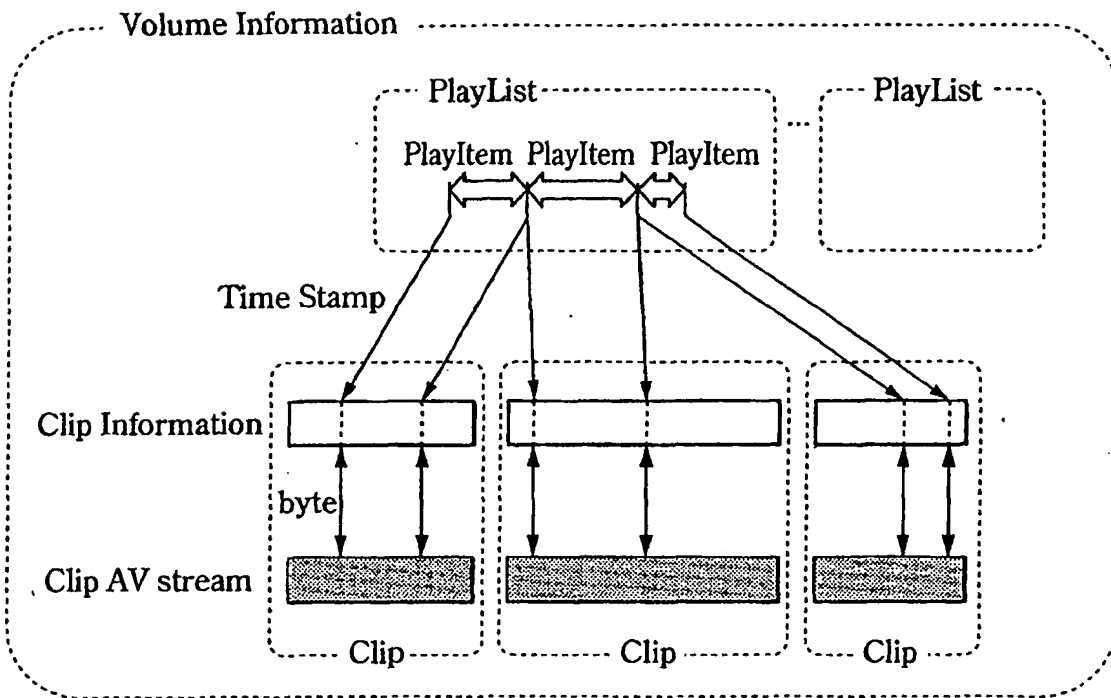 Volume Information
PlayList
PlayList
...
PlayItem PlayItem PlayItem
Time Stamp
Clip Information
byte
Clip AV stream
Clip
Clip
Clip